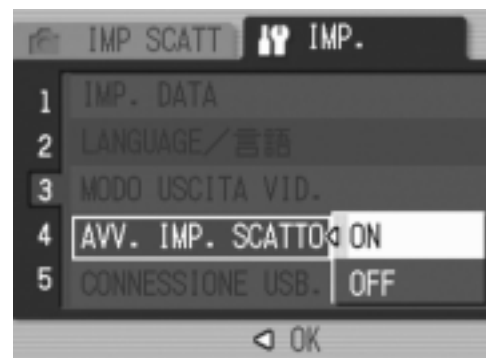 IMP SCATT IMP.
1 IMP. DATA
2 LANGUAGE/言語
3 MODO USCITA VID.
4 AVV. IMP. SCATTO ON
5 CONNESSIONE USB. OFF
OK